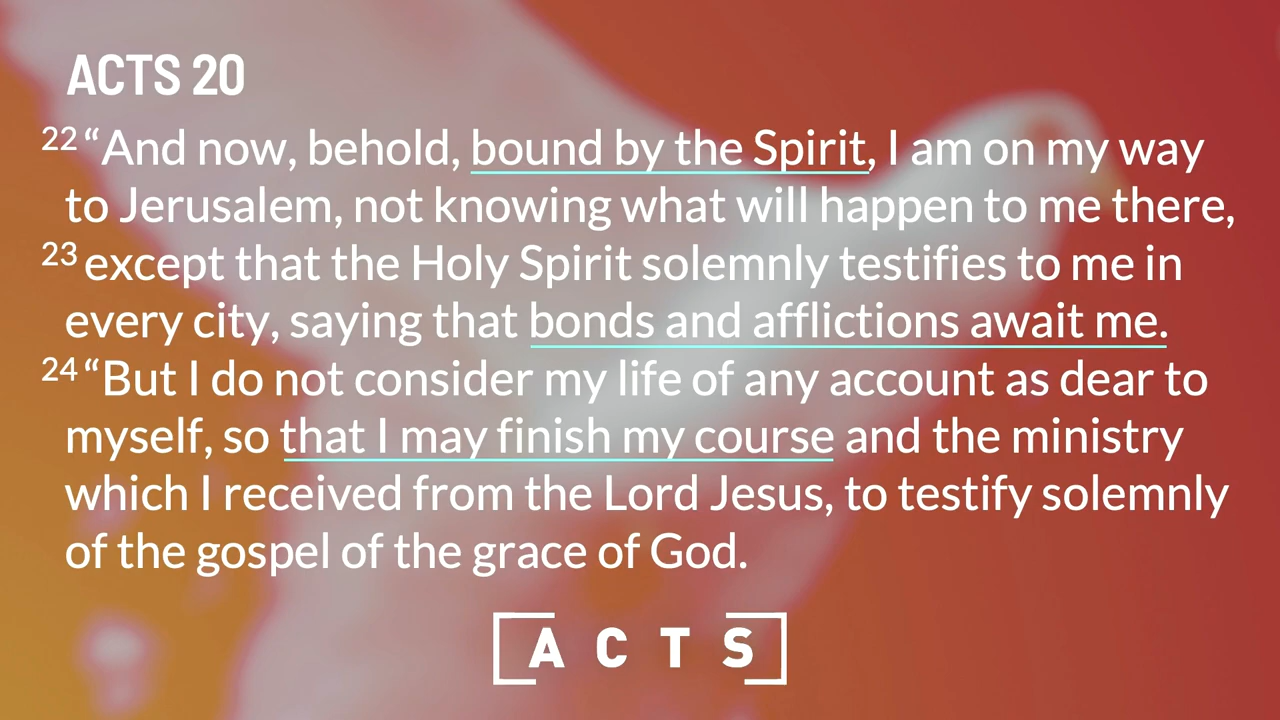 ACTS 20
22 “And now, behold, bound by the Spirit, I am on my way
to Jerusalem, not knowing what will happen to me there,
23 except that the Holy Spirit solemnly testifies to me in
every city, saying that bonds and afflictions await me.
24 “But I do not consider my life of any account as dear to
myself, so that I may finish my course and the ministry
which I received from the Lord Jesus, to testify solemnly
of the gospel of the grace of God.
ACTS